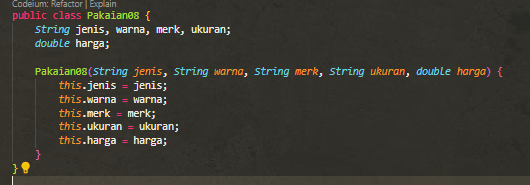 Codeium: Refactor | Explain
public class Pakaian08 {
String jenis, warna, merk, ukuran;
double harga;
Pakaian08(String jenis, String warna, String merk, String ukuran, double harga) {
this.jenis = jenis;
this.warna = warna;
this.merk = merk;
this.ukuran = ukuran;
this.harga = harga;
}
}